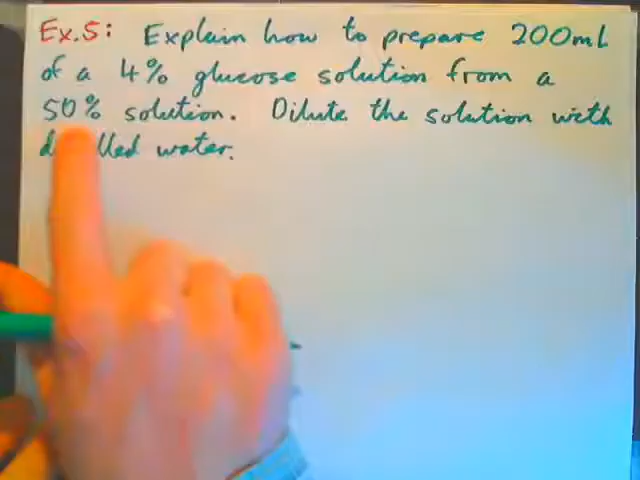 Ex.5: Explain how to prepare 200mL
of a 4% glucose solution from a
50% solution. Dilute the solution with
water.